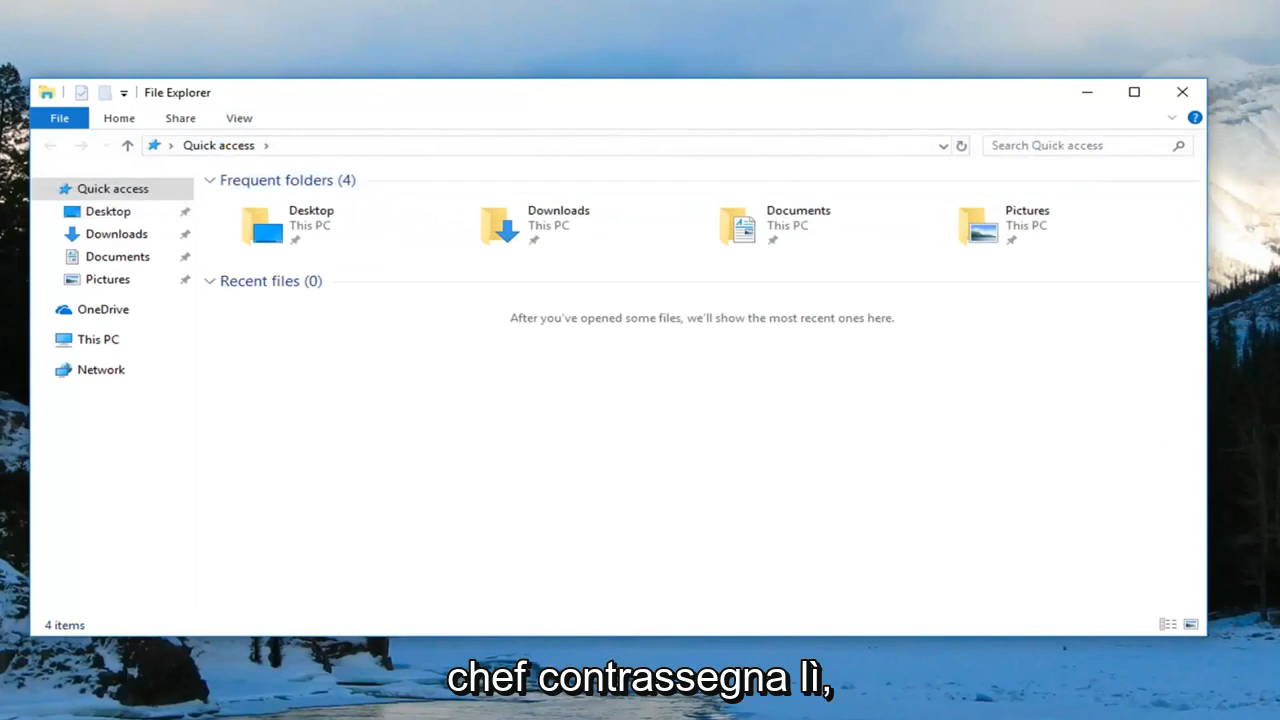 File Explorer
File Home Share View
Quick access
Search Quick access
Quick access
Desktop
Downloads
Documents
Pictures
OneDrive
This PC
Network
Frequent folders (4)
Desktop
This PC
Downloads
This PC
Documents
This PC
Pictures
This PC
Recent files (0)
After you've opened some files, we'll show the most recent ones here.
4 items
chef contrassegna lì,